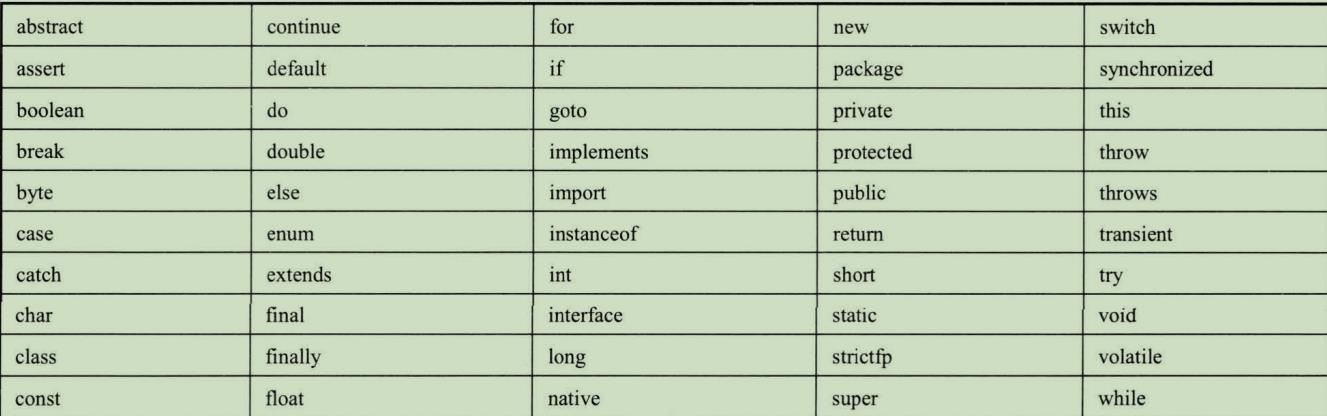 abstract continue for new switch
assert default if package synchronized
boolean do goto private this
break double implements protected throw
byte else import public throws
case enum instanceof return transient
catch extends int short try
char final interface static void
class finally long strictfp volatile
const float native super while